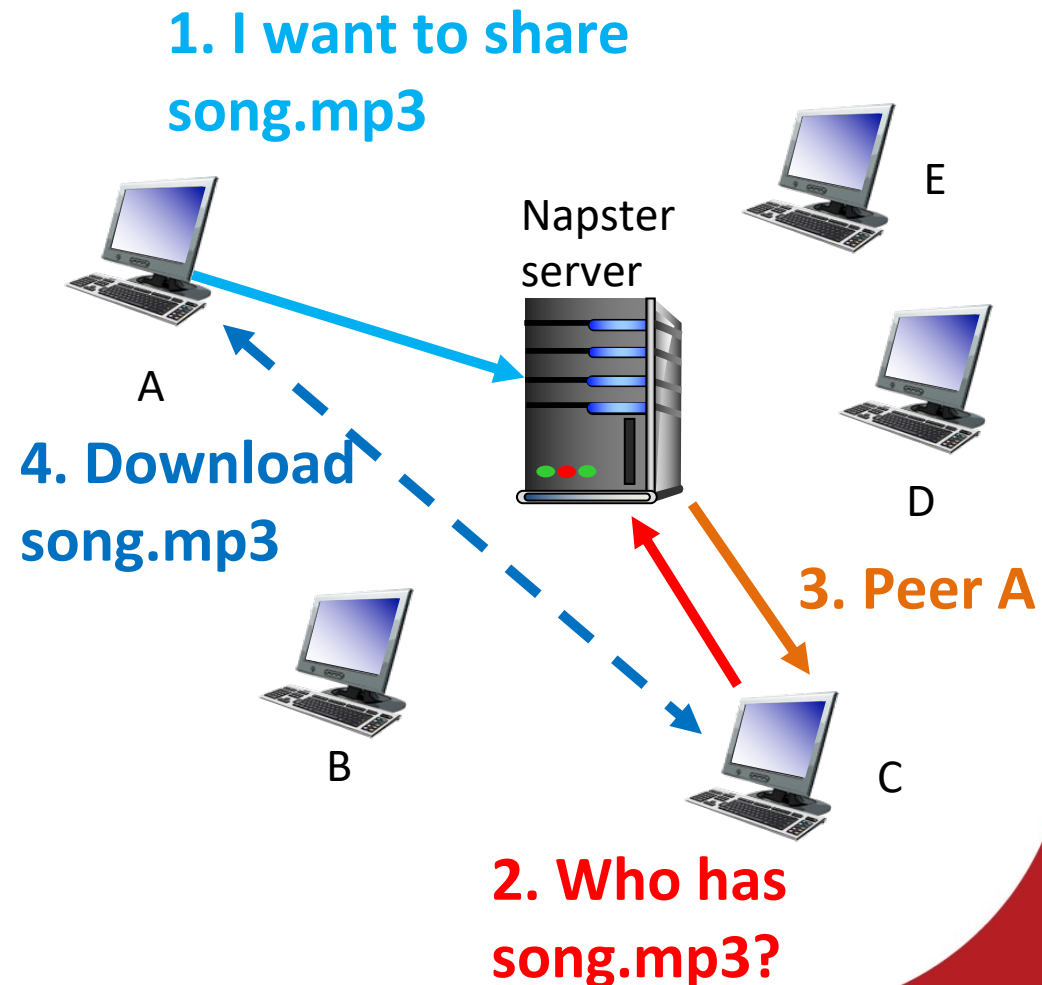 1. I want to share
song.mp3
E
Napster
server
A
4. Download
song.mp3
D
3. Peer A
B
C
2. Who has
song.mp3?